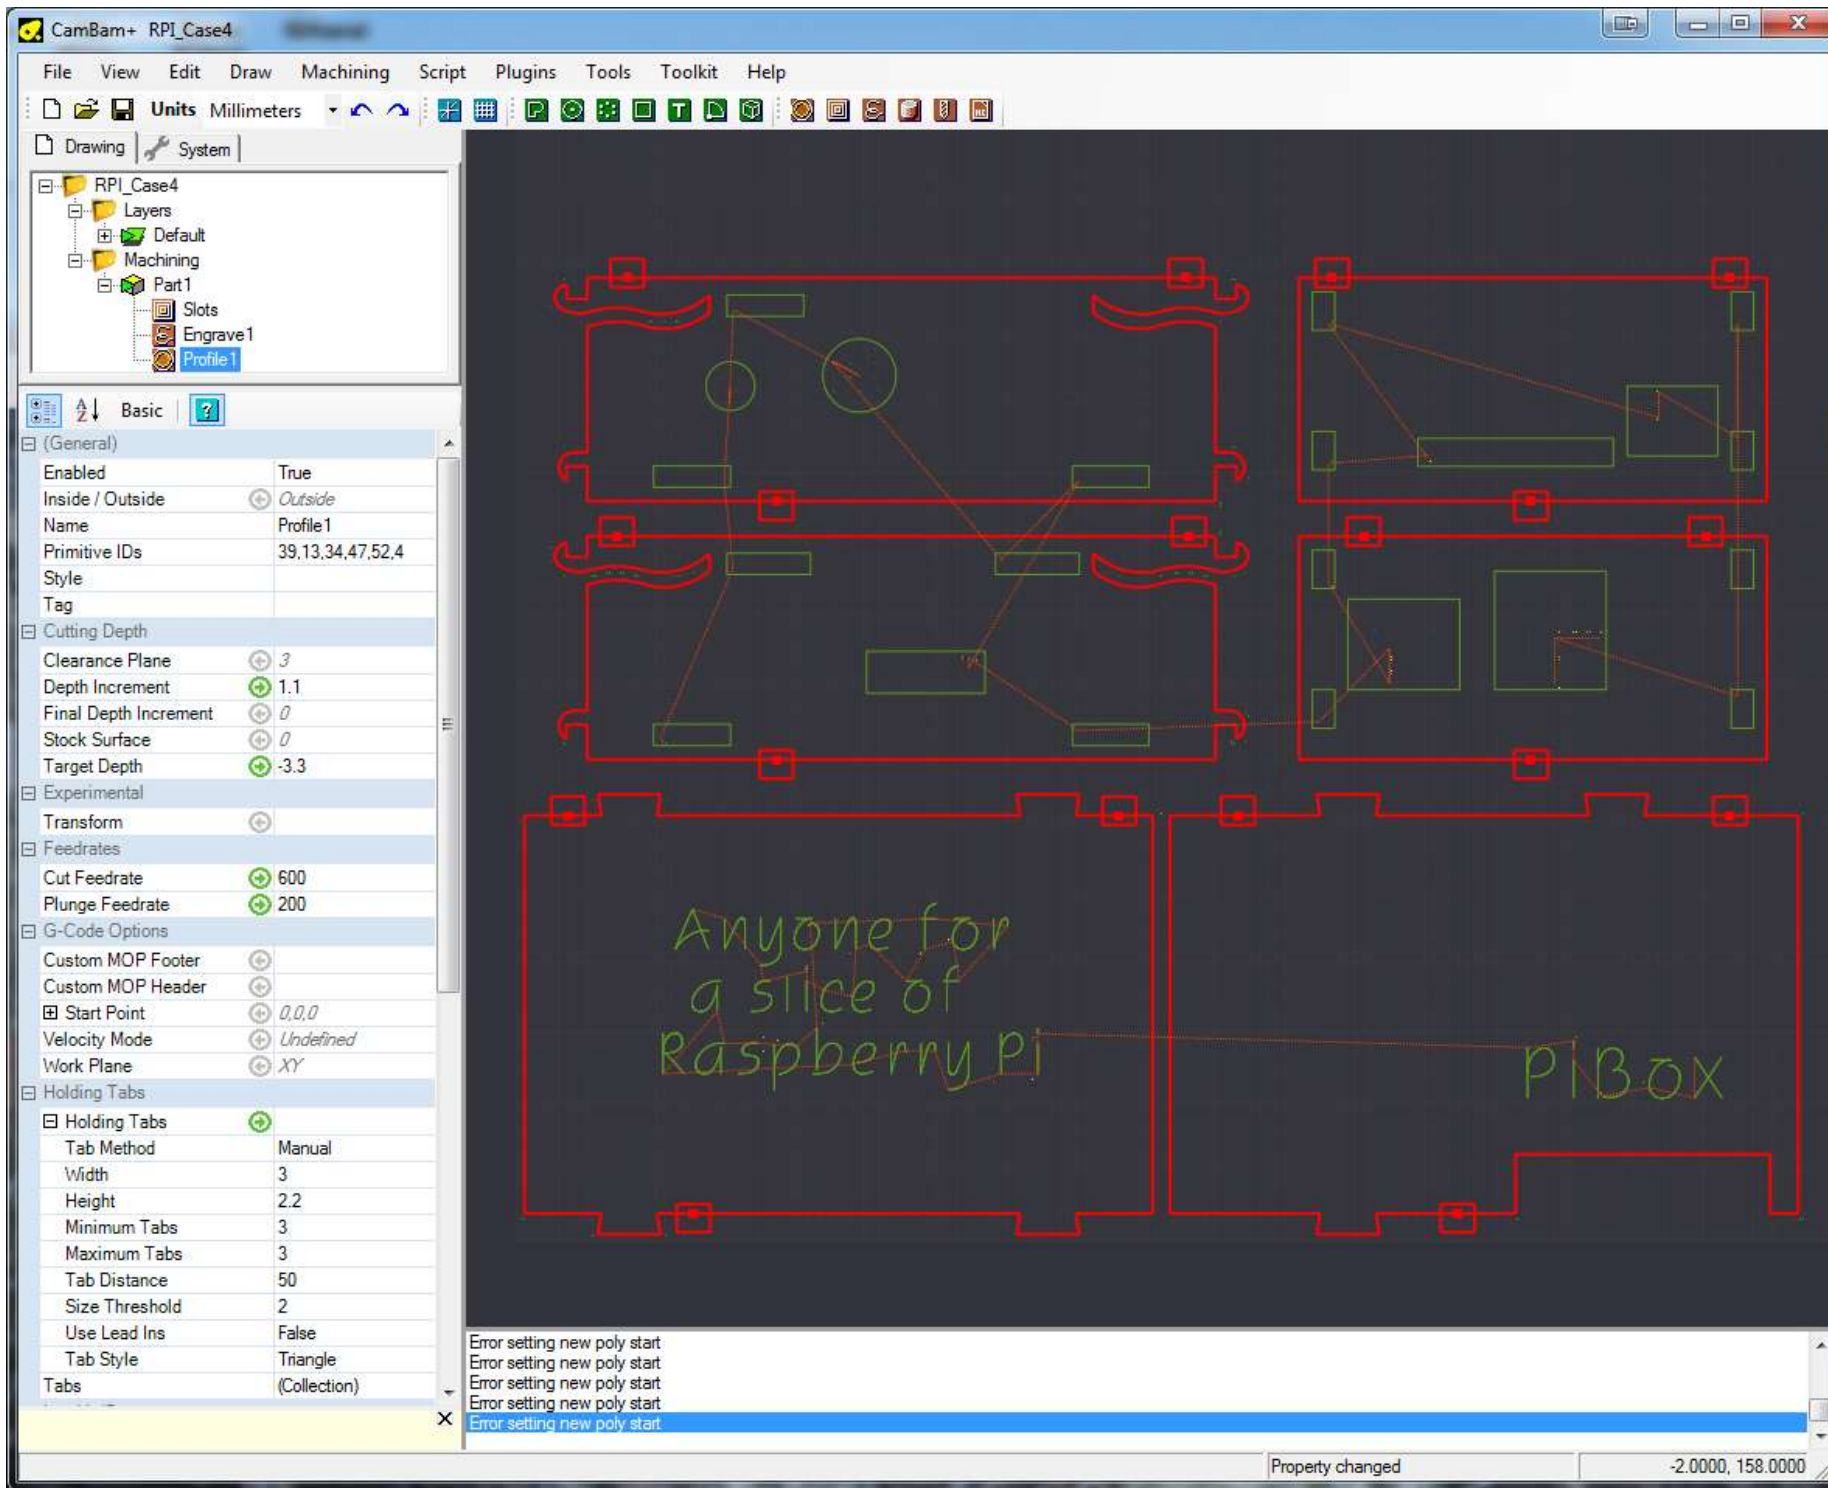 CamBam+ RPI_Case4
File View Edit Draw Machining Script Plugins Tools Toolkit Help
Units Millimeters
Drawing System
RPI_Case4
Layers
Default
Machining
Part1
Slots
Engrave1
Profile1
Basic
(General)
Enabled True
Inside / Outside Outside
Name Profile1
Primitive IDs 39,13,34,47,52,4
Style
Tag
Cutting Depth
Clearance Plane 3
Depth Increment 1.1
Final Depth Increment 0
Stock Surface 0
Target Depth -3.3
Experimental
Transform
Feedrates
Cut Feedrate 600
Plunge Feedrate 200
G-Code Options
Custom MOP Footer
Custom MOP Header
Start Point 0,0,0
Velocity Mode Undefined
Work Plane XY
Holding Tabs
Holding Tabs
Tab Method Manual
Width 3
Height 2.2
Minimum Tabs 3
Maximum Tabs 3
Tab Distance 50
Size Threshold 2
Use Lead Ins False
Tab Style Triangle
Tabs (Collection)
Anyone for
a slice of
Raspberry Pi
PiBox
Error setting new poly start
Error setting new poly start
Error setting new poly start
Error setting new poly start
Error setting new poly start
Property changed -2.0000, 158.0000